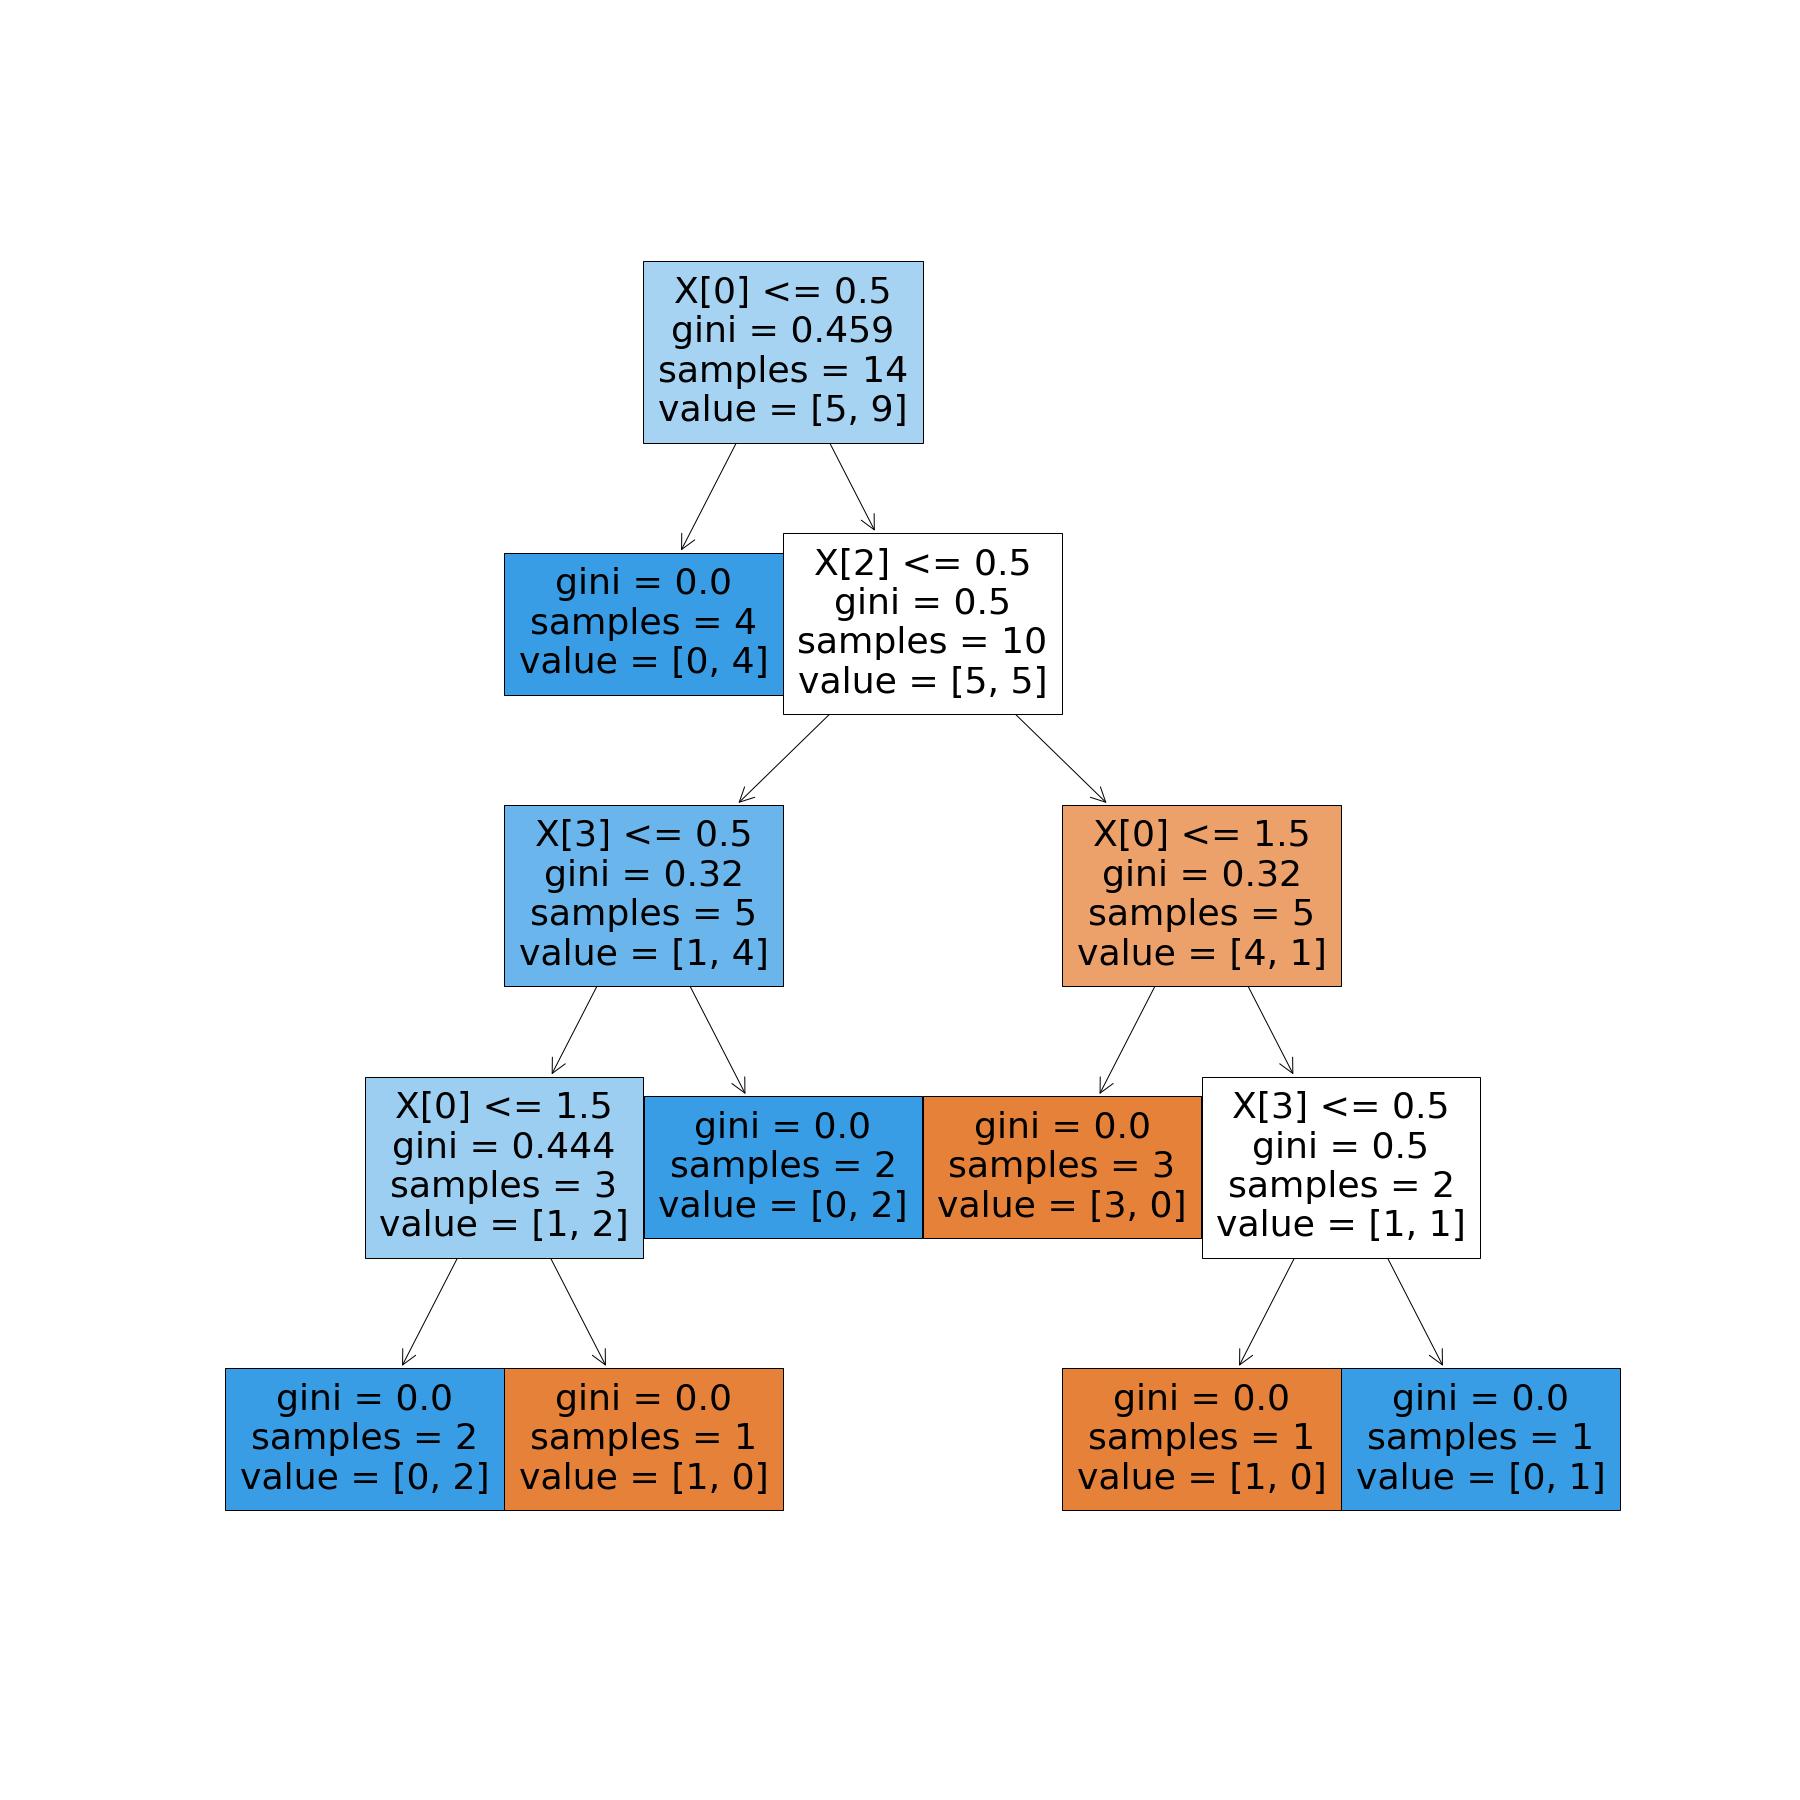 X[0] <= 0.5
gini = 0.459
samples = 14
value = [5, 9]
gini = 0.0
samples = 4
value = [0, 4]
X[2] <= 0.5
gini = 0.5
samples = 10
value = [5, 5]
X[3] <= 0.5
gini = 0.32
samples = 5
value = [1, 4]
X[0] <= 1.5
gini = 0.32
samples = 5
value = [4, 1]
X[0] <= 1.5
gini = 0.444
samples = 3
value = [1, 2]
gini = 0.0
samples = 2
value = [0, 2]
gini = 0.0
samples = 3
value = [3, 0]
X[3] <= 0.5
gini = 0.5
samples = 2
value = [1, 1]
gini = 0.0
samples = 2
value = [0, 2]
gini = 0.0
samples = 1
value = [1, 0]
gini = 0.0
samples = 1
value = [1, 0]
gini = 0.0
samples = 1
value = [0, 1]